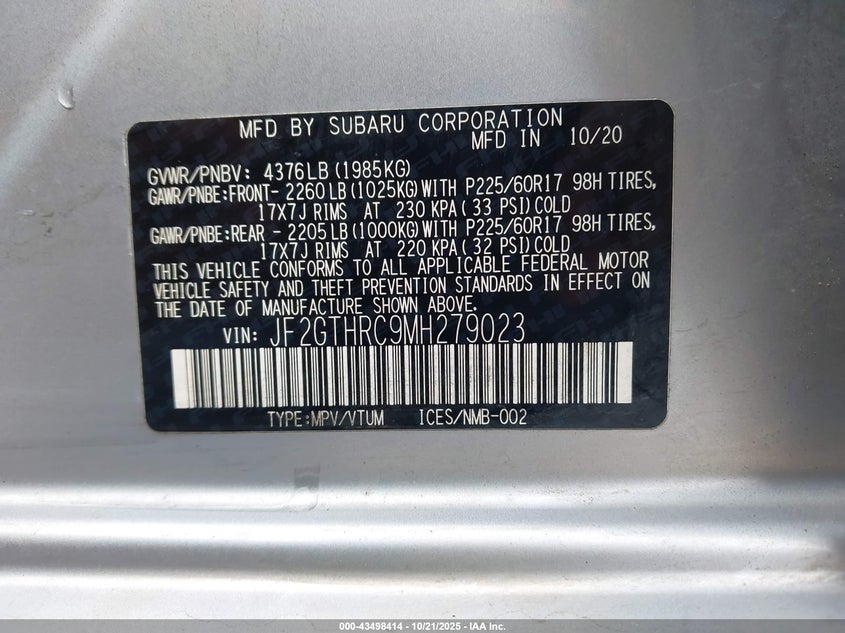 MFD BY SUBARU CORPORATION
MFD IN 10/20
GVWR/PNBV: 4376LB (1985KG)
GAWR/PNBE:FRONT- 2260 LB (1025KG) WITH P225/60R17 98H TIRES,
17X7J RIMS AT 230 KPA ( 33 PSI) COLD
GAWR/PNBE:REAR - 2205 LB (1000KG) WITH P225/60R17 98H TIRES,
17X7J RIMS AT 220 KPA ( 32 PSI) COLD
THIS VEHICLE CONFORMS TO ALL APPLICABLE FEDERAL MOTOR
VEHICLE SAFETY AND THEFT PREVENTION STANDARDS IN EFFECT ON
THE DATE OF MANUFACTURE SHOWN ABOVE.
VIN: JF2GTHRC9MH279023
TYPE:MPV/VTUM ICES/NMB-002
000-43498414 - 10/21/2025 - IAA Inc.